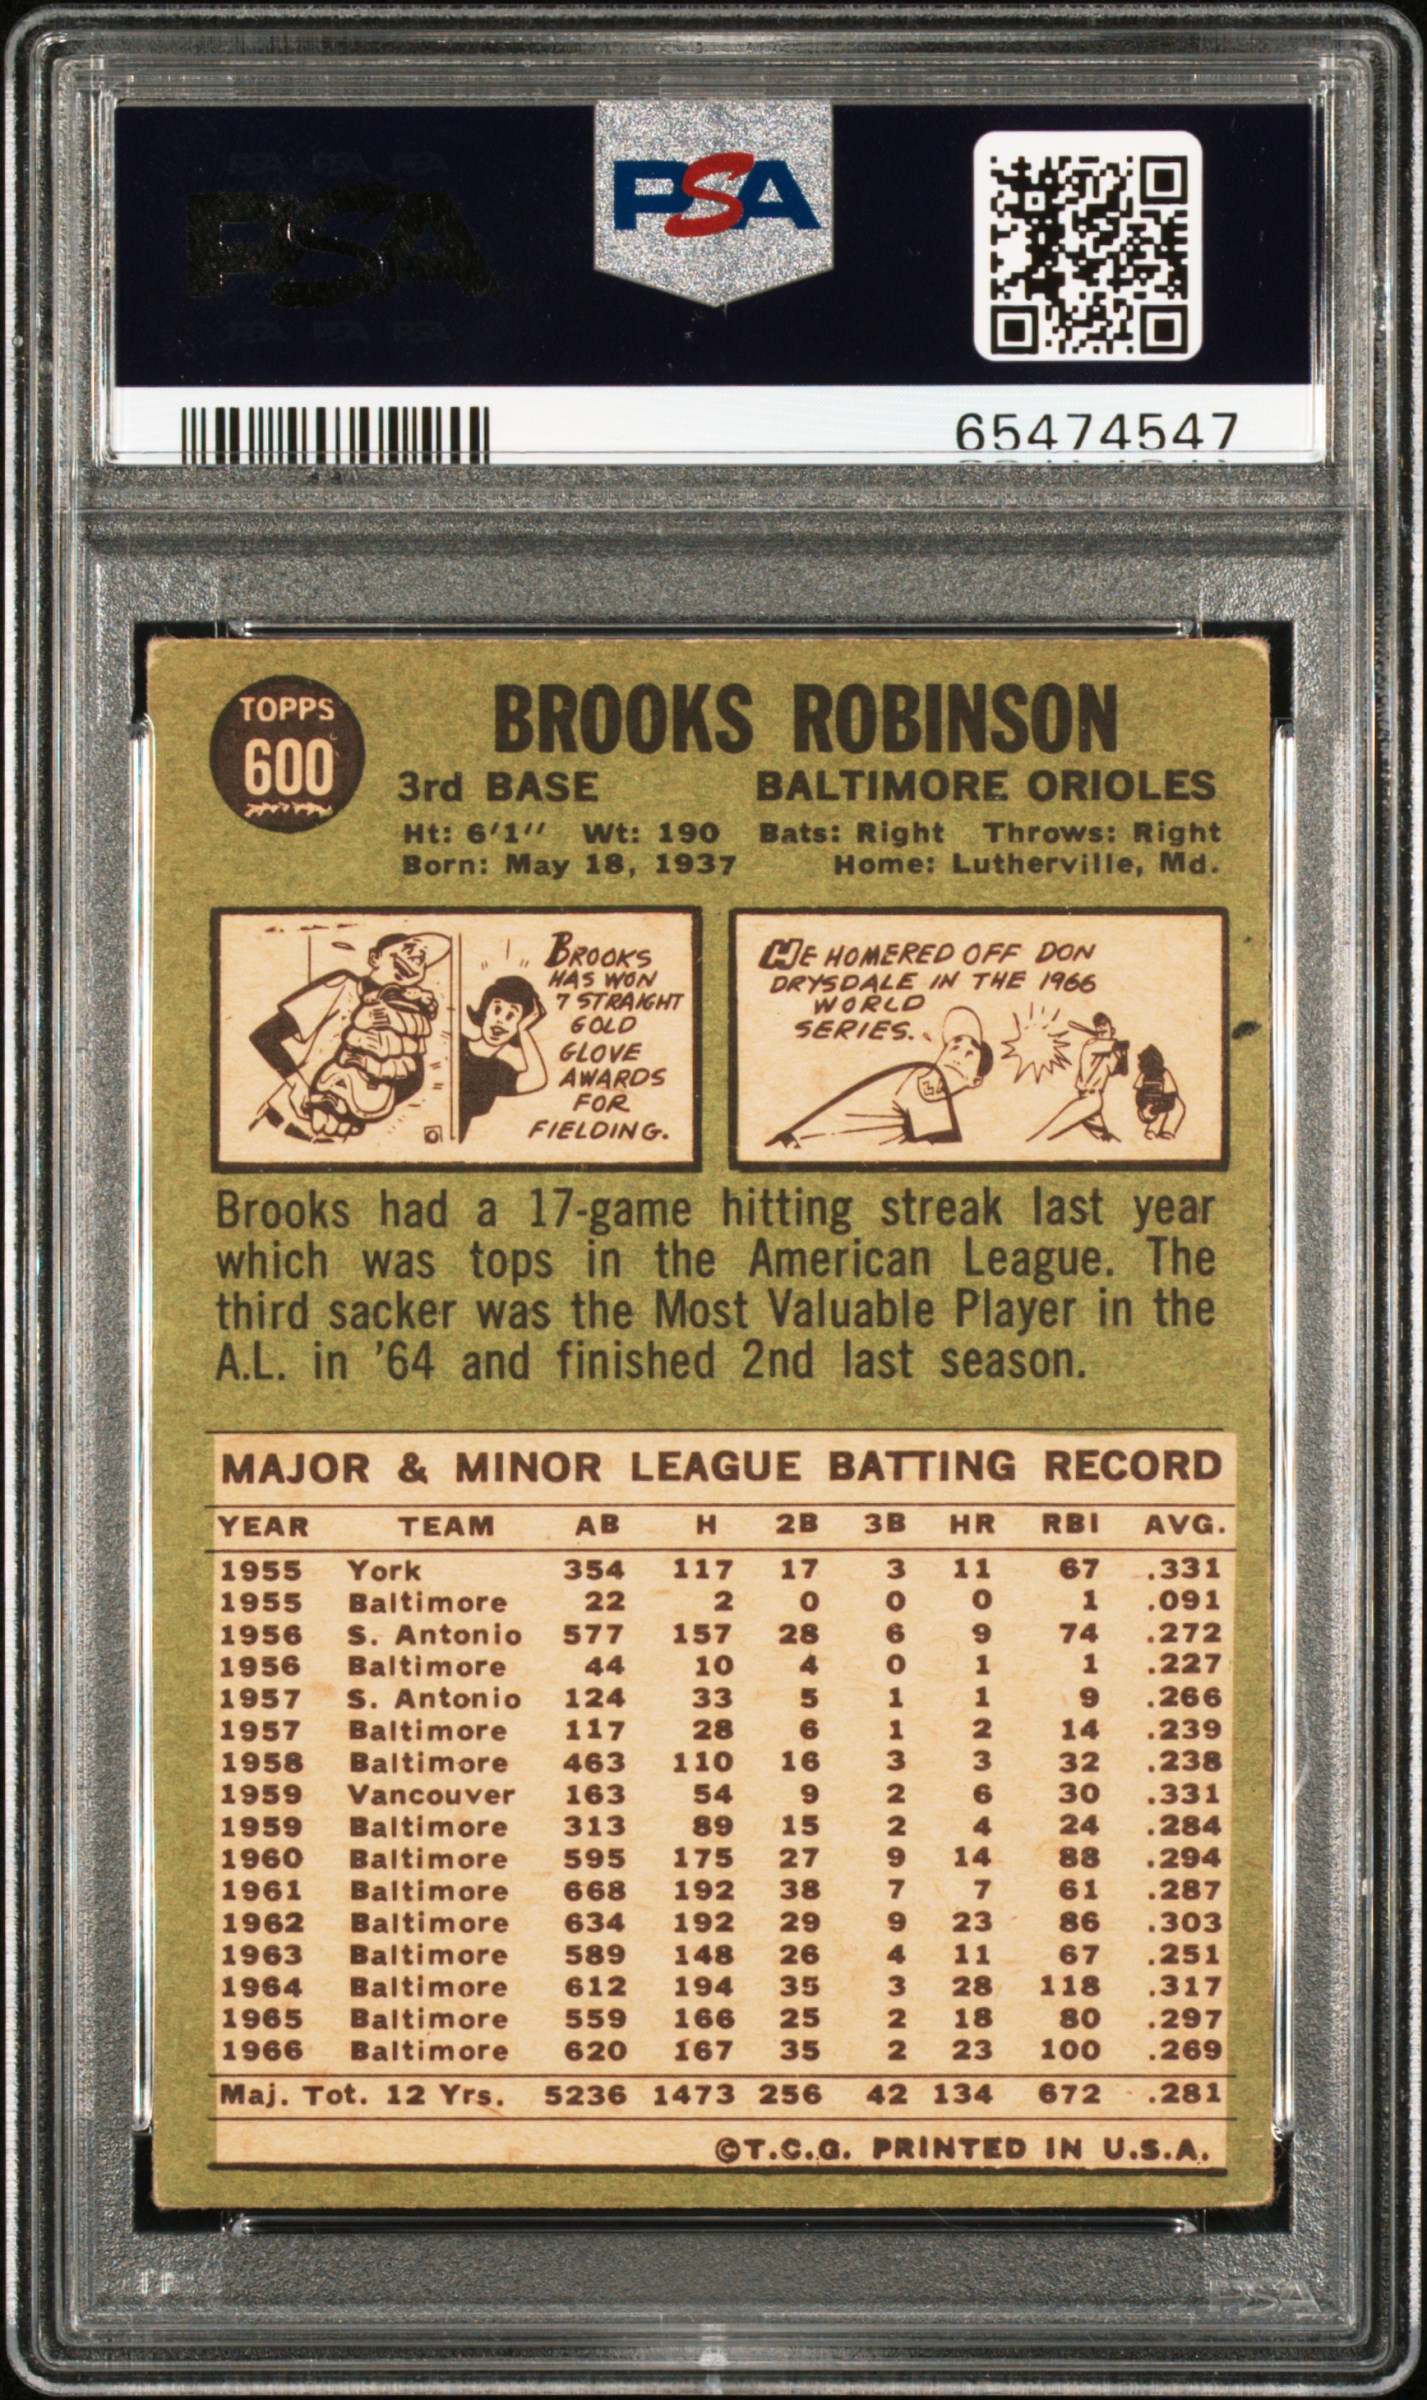 PSA PSA PSA
PSA
PSA PSA PSA
PSA
65474547
TOPPS
600
BROOKS ROBINSON
3rd BASE BALTIMORE ORIOLES
Ht: 6'1" Wt: 190 Bats: Right Throws: Right
Born: May 18, 1937 Home: Lutherville, Md.
BROOKS
HAS WON
7 STRAIGHT
GOLD
GLOVE
AWARDS
FOR
FIELDING.
HE HOMERED OFF DON
DRYSDALE IN THE 1966
WORLD
SERIES.
Brooks had a 17-game hitting streak last year
which was tops in the American League. The
third sacker was the Most Valuable Player in the
A.L. in '64 and finished 2nd last season.
MAJOR & MINOR LEAGUE BATTING RECORD
YEAR TEAM AB H 2B 3B HR RBI AVG.
1955 York 354 117 17 3 11 67 .331
1955 Baltimore 22 2 0 0 0 1 .091
1956 S. Antonio 577 157 28 6 9 74 .272
1956 Baltimore 44 10 4 0 1 1 .227
1957 S. Antonio 124 33 5 1 1 9 .266
1957 Baltimore 117 28 6 1 2 14 .239
1958 Baltimore 463 110 16 3 3 32 .238
1959 Vancouver 163 54 9 2 6 30 .331
1959 Baltimore 313 89 15 2 4 24 .284
1960 Baltimore 595 175 27 9 14 88 .294
1961 Baltimore 668 192 38 7 7 61 .287
1962 Baltimore 634 192 29 9 23 86 .303
1963 Baltimore 589 148 26 4 11 67 .251
1964 Baltimore 612 194 35 3 28 118 .317
1965 Baltimore 559 166 25 2 18 80 .297
1966 Baltimore 620 167 35 2 23 100 .269
Maj. Tot. 12 Yrs. 5236 1473 256 42 134 672 .281
©T.C.G. PRINTED IN U.S.A.
PSA